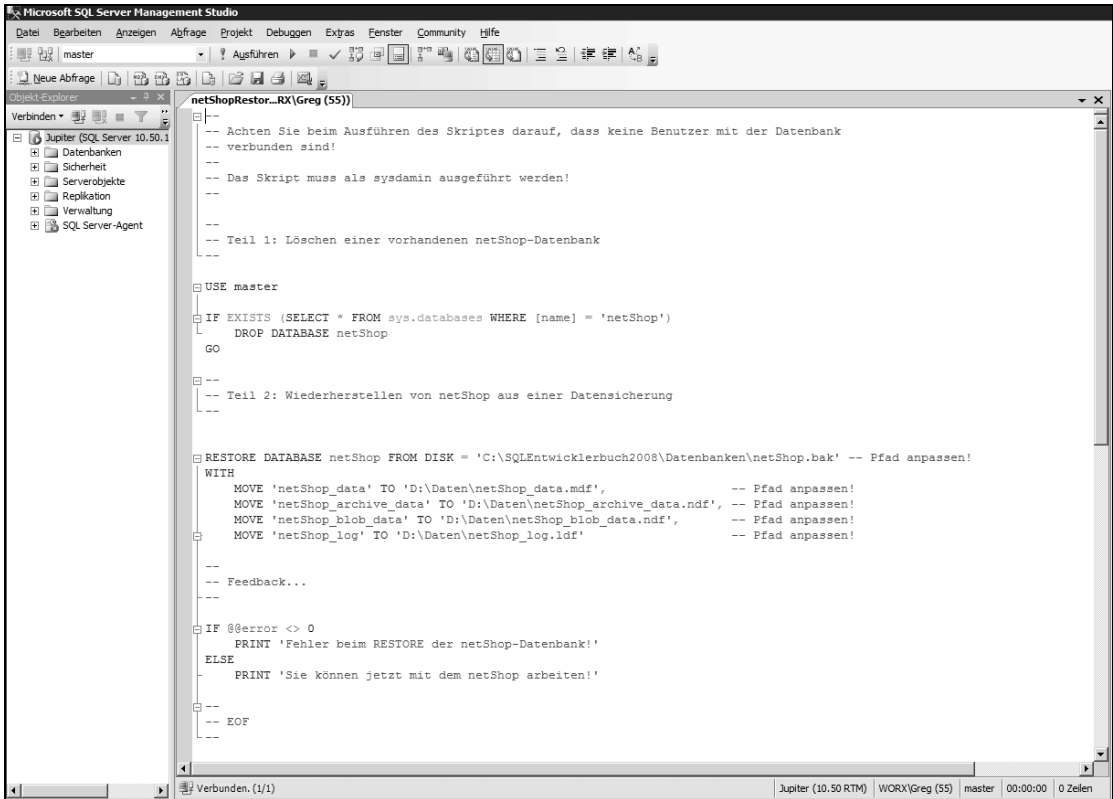 Microsoft SQL Server Management Studio
Datei Bearbeiten Anzeigen Abfrage Projekt Debuggen Extras Fenster Community Hilfe
master Ausführen
Neue Abfrage
Objekt-Explorer
netShopRestor...RX\Greg (55))
Verbinden
Jupiter (SQL Server 10.50.1
Datenbanken
Sicherheit
Serverobjekte
Replikation
Verwaltung
SQL Server-Agent
--
-- Achten Sie beim Ausführen des Skriptes darauf, dass keine Benutzer mit der Datenbank
-- verbunden sind!
--
-- Das Skript muss als sysdamin ausgeführt werden!
--
--
-- Teil 1: Löschen einer vorhandenen netShop-Datenbank
--
USE master
IF EXISTS (SELECT * FROM sys.databases WHERE [name] = 'netShop')
DROP DATABASE netShop
GO
--
-- Teil 2: Wiederherstellen von netShop aus einer Datensicherung
--
RESTORE DATABASE netShop FROM DISK = 'C:\SQLEntwicklerbuch2008\Datenbanken\netShop.bak' -- Pfad anpassen!
WITH
MOVE 'netShop_data' TO 'D:\Daten\netShop_data.mdf', -- Pfad anpassen!
MOVE 'netShop_archive_data' TO 'D:\Daten\netShop_archive_data.ndf', -- Pfad anpassen!
MOVE 'netShop_blob_data' TO 'D:\Daten\netShop_blob_data.ndf', -- Pfad anpassen!
MOVE 'netShop_log' TO 'D:\Daten\netShop_log.ldf' -- Pfad anpassen!
--
-- Feedback...
--
IF @@error <> 0
PRINT 'Fehler beim RESTORE der netShop-Datenbank!'
ELSE
PRINT 'Sie können jetzt mit dem netShop arbeiten!'
--
-- EOF
--
Verbunden. (1/1) Jupiter (10.50 RTM) WORX\Greg (55) master 00:00:00 0 Zeilen